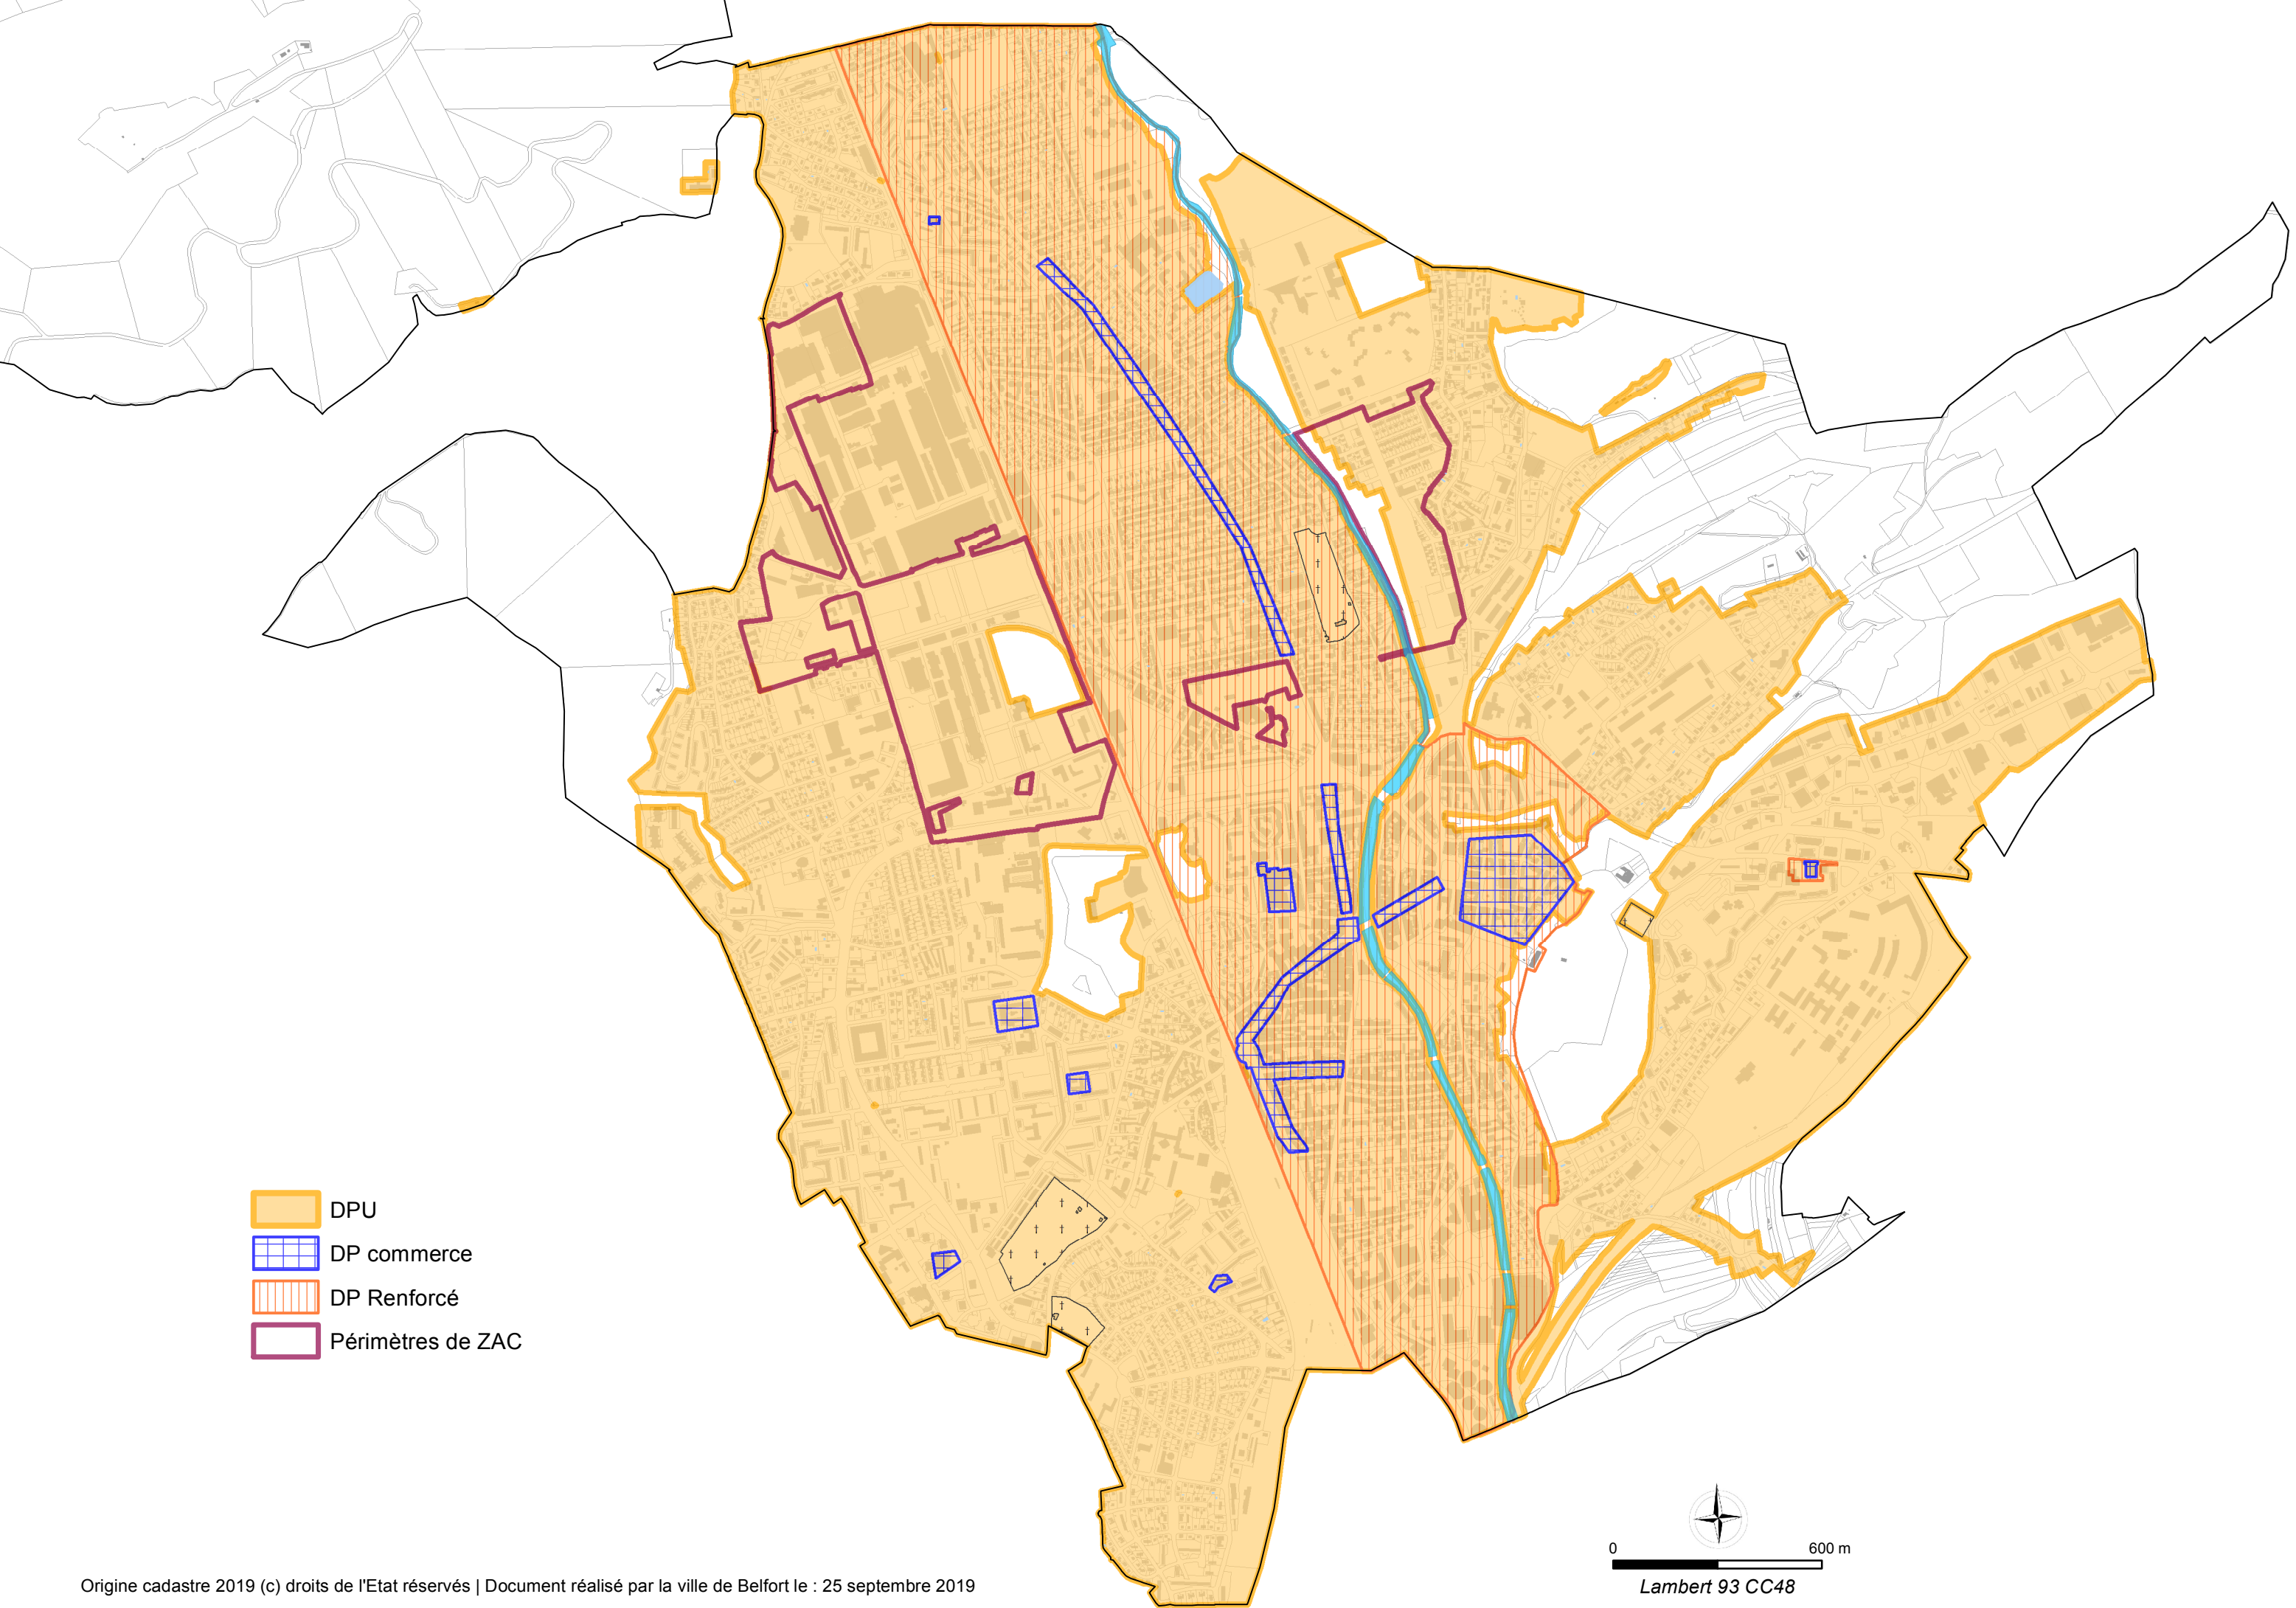 DPU
DP commerce
DP Renforcé
Périmètres de ZAC
0 600 m
Lambert 93 CC48
Origine cadastre 2019 (c) droits de l'Etat réservés | Document réalisé par la ville de Belfort le : 25 septembre 2019